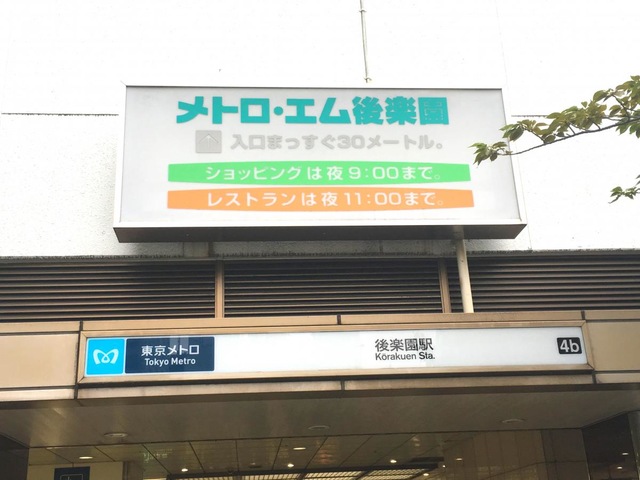 メトロ・エム後楽園
入口まっすぐ30メートル。
ショッピングは夜9:00まで。
レストランは夜11:00まで。
東京メトロ
Tokyo Metro
後楽園駅
Kōrakuen Sta.
4b